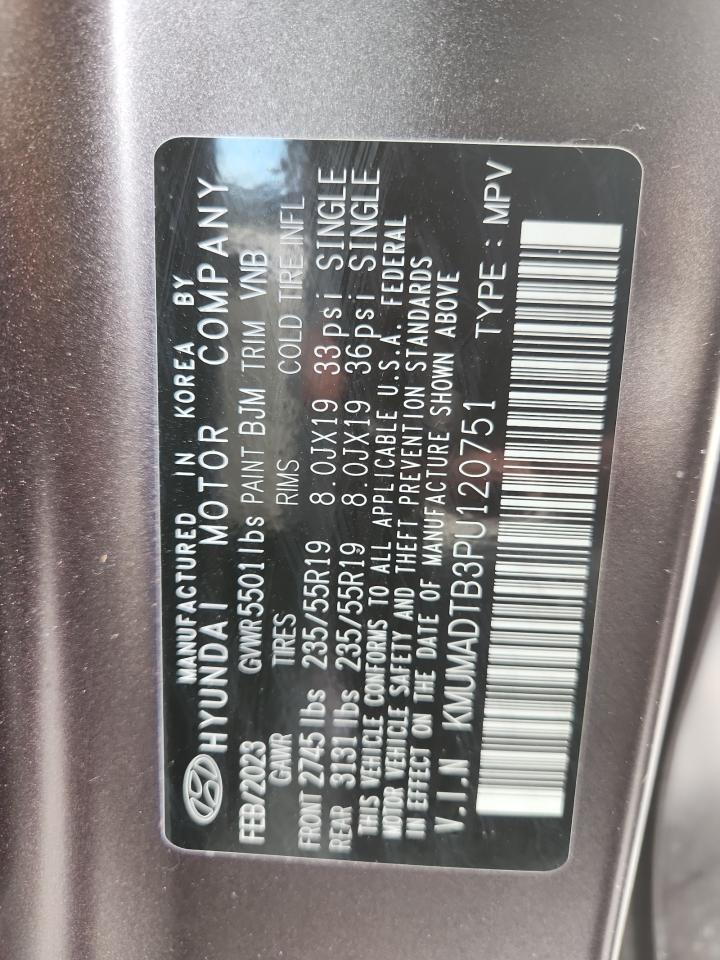 MANUFACTURED IN KOREA BY
HYUNDAI MOTOR COMPANY
FEB/2023 GVWR 5501lbs PAINT BJM TRIM VNB
GAWR TIRES RIMS COLD TIRE INFL
FRONT 2745lbs 235/55R19 8.0JX19 33psi SINGLE
REAR 3131lbs 235/55R19 8.0JX19 36psi SINGLE
THIS VEHICLE CONFORMS TO ALL APPLICABLE U.S.A. FEDERAL
MOTOR VEHICLE SAFETY AND THEFT PREVENTION STANDARDS
IN EFFECT ON THE DATE OF MANUFACTURE SHOWN ABOVE
V.I.N KMUMADTB3PU120751 TYPE : MPV